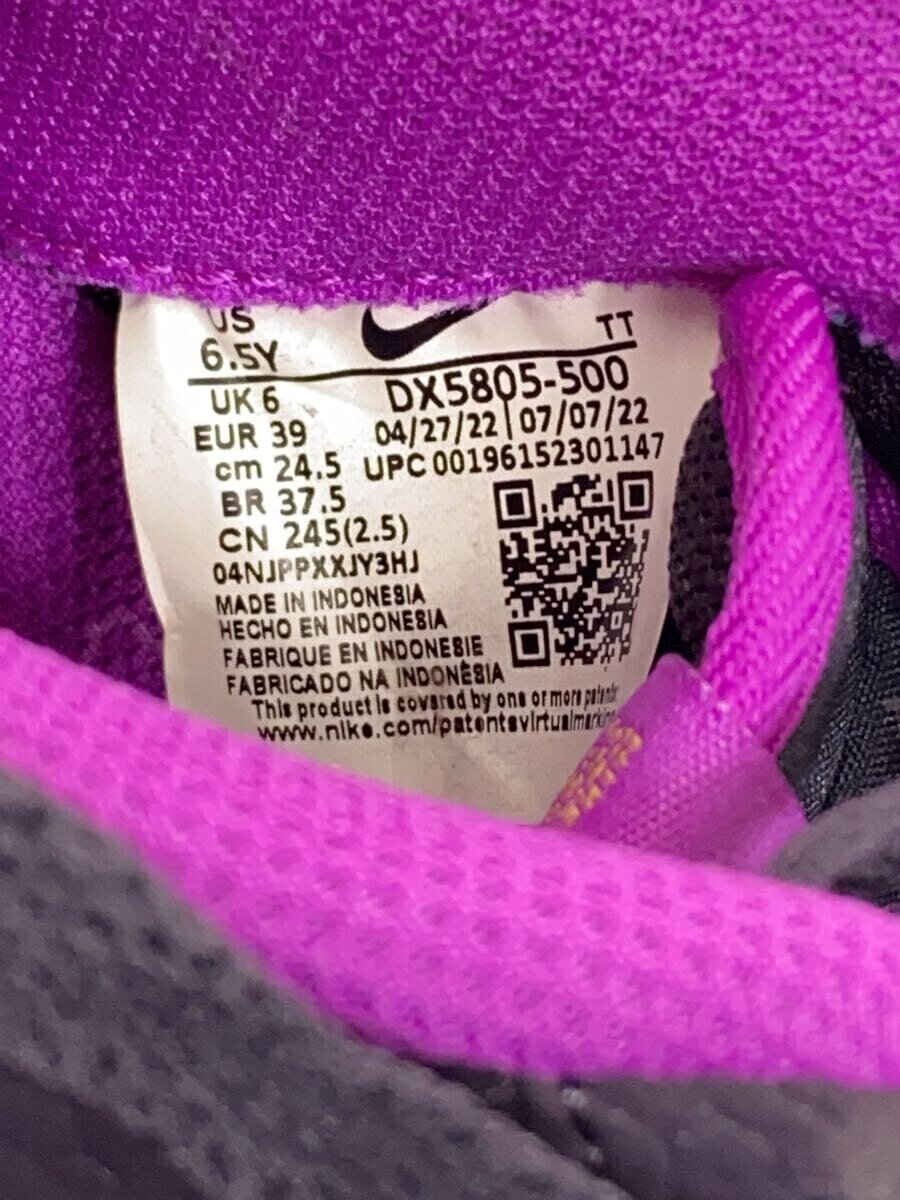 US
6.5Y
TT
UK 6
DX5805-500
EUR 39
04/27/22 | 07/07/22
cm 24.5
UPC 00196152301147
BR 37.5
CN 245(2.5)
04NJPPXXJY3HJ
MADE IN INDONESIA
HECHO EN INDONESIA
FABRIQUE EN INDONESIE
FABRICADO NA INDONÉSIA
This product is covered by one or more patents
www.nike.com/patentsvirtualmarkin